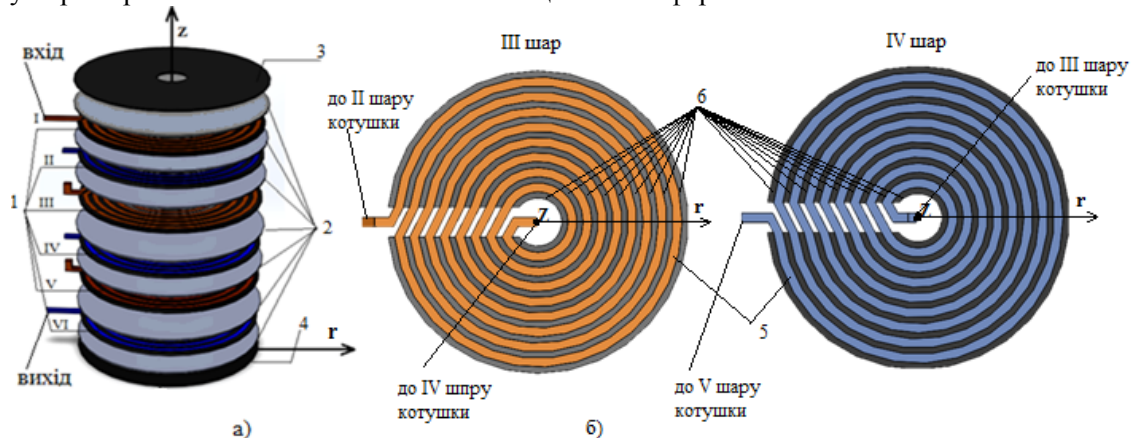 z
вхід
3
I
II
1
III
2
IV
V
VI
4
r
вихід
а)
III шар
IV шар
до II шару
котушки
6
до III шару
котушки
z
r
z
r
5
до IV шпру
котушки
до V шару
котушки
б)